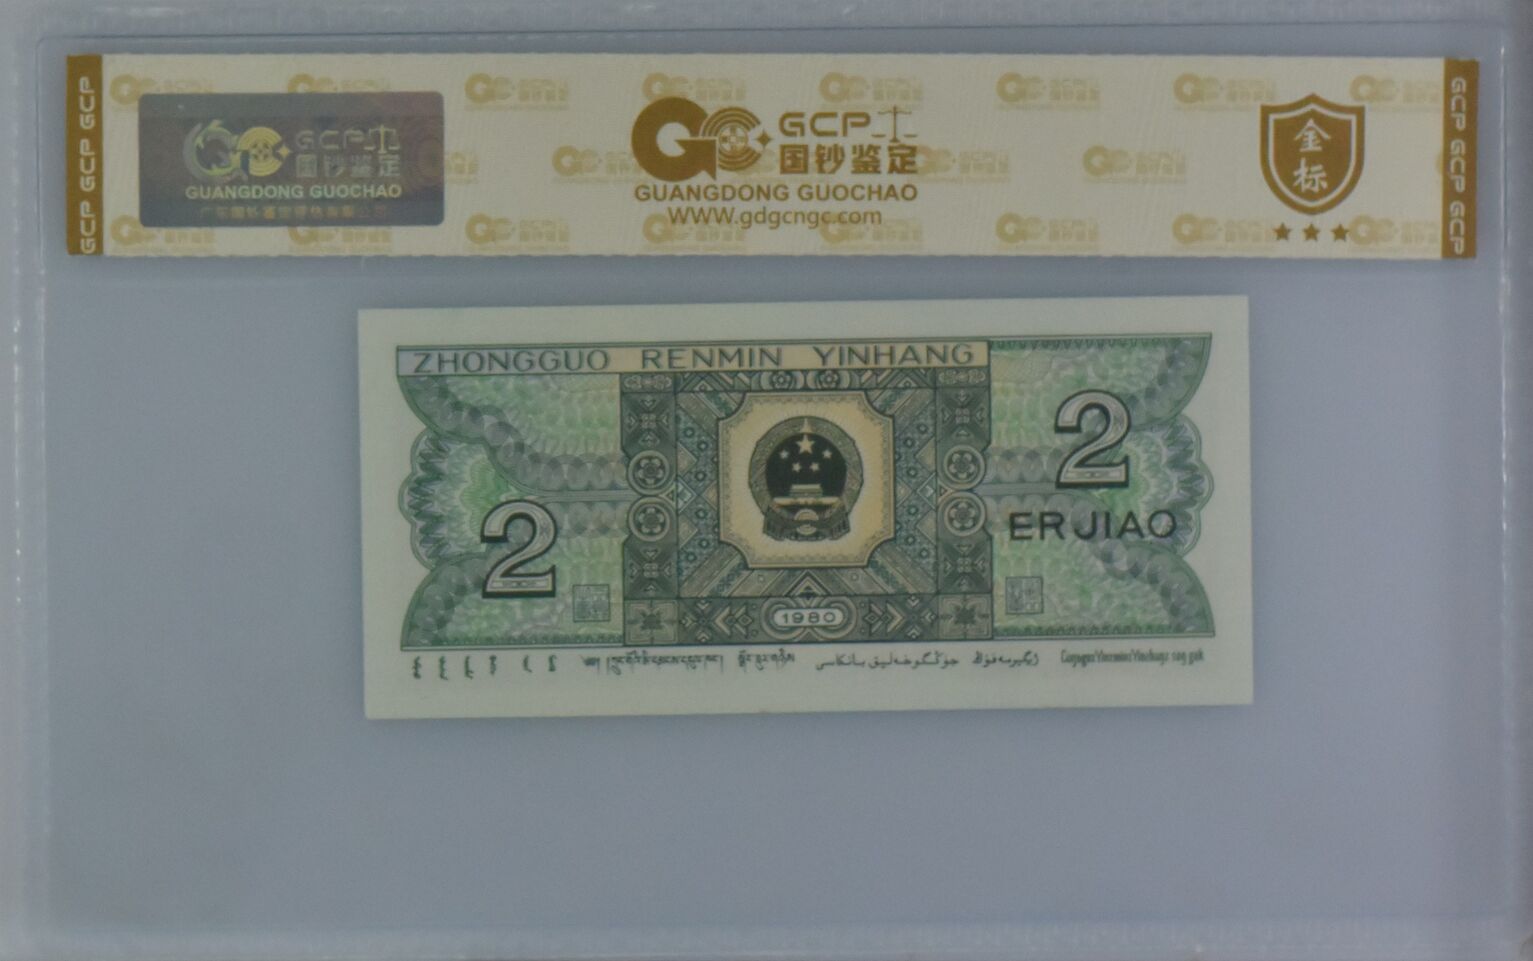 GCP GCP GCP
GCP
国钞鉴定
GUANGDONG GUOCHAO
GCP
国钞鉴定
GUANGDONG GUOCHAO
WWW.gdgcngc.com
金
标
GCP GCP GCP
ZHONGGUO RENMIN YINHANG
2
ERJIAO
2
1980